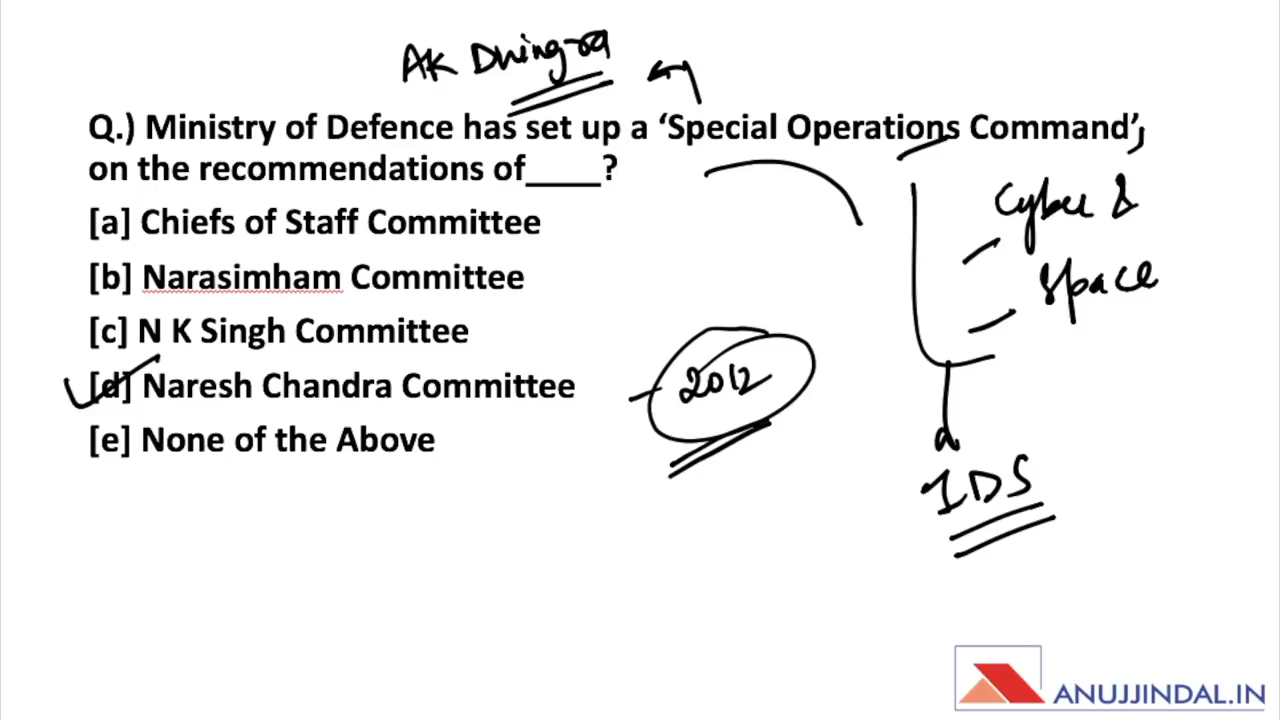 AK Dhingra
Q.) Ministry of Defence has set up a ‘Special Operations Command’,
on the recommendations of____?
[a] Chiefs of Staff Committee
[b] Narasimham Committee
[c] N K Singh Committee
[d] Naresh Chandra Committee
[e] None of the Above
2012
Cyber &
Space
IDS
ANUJJINDAL.IN